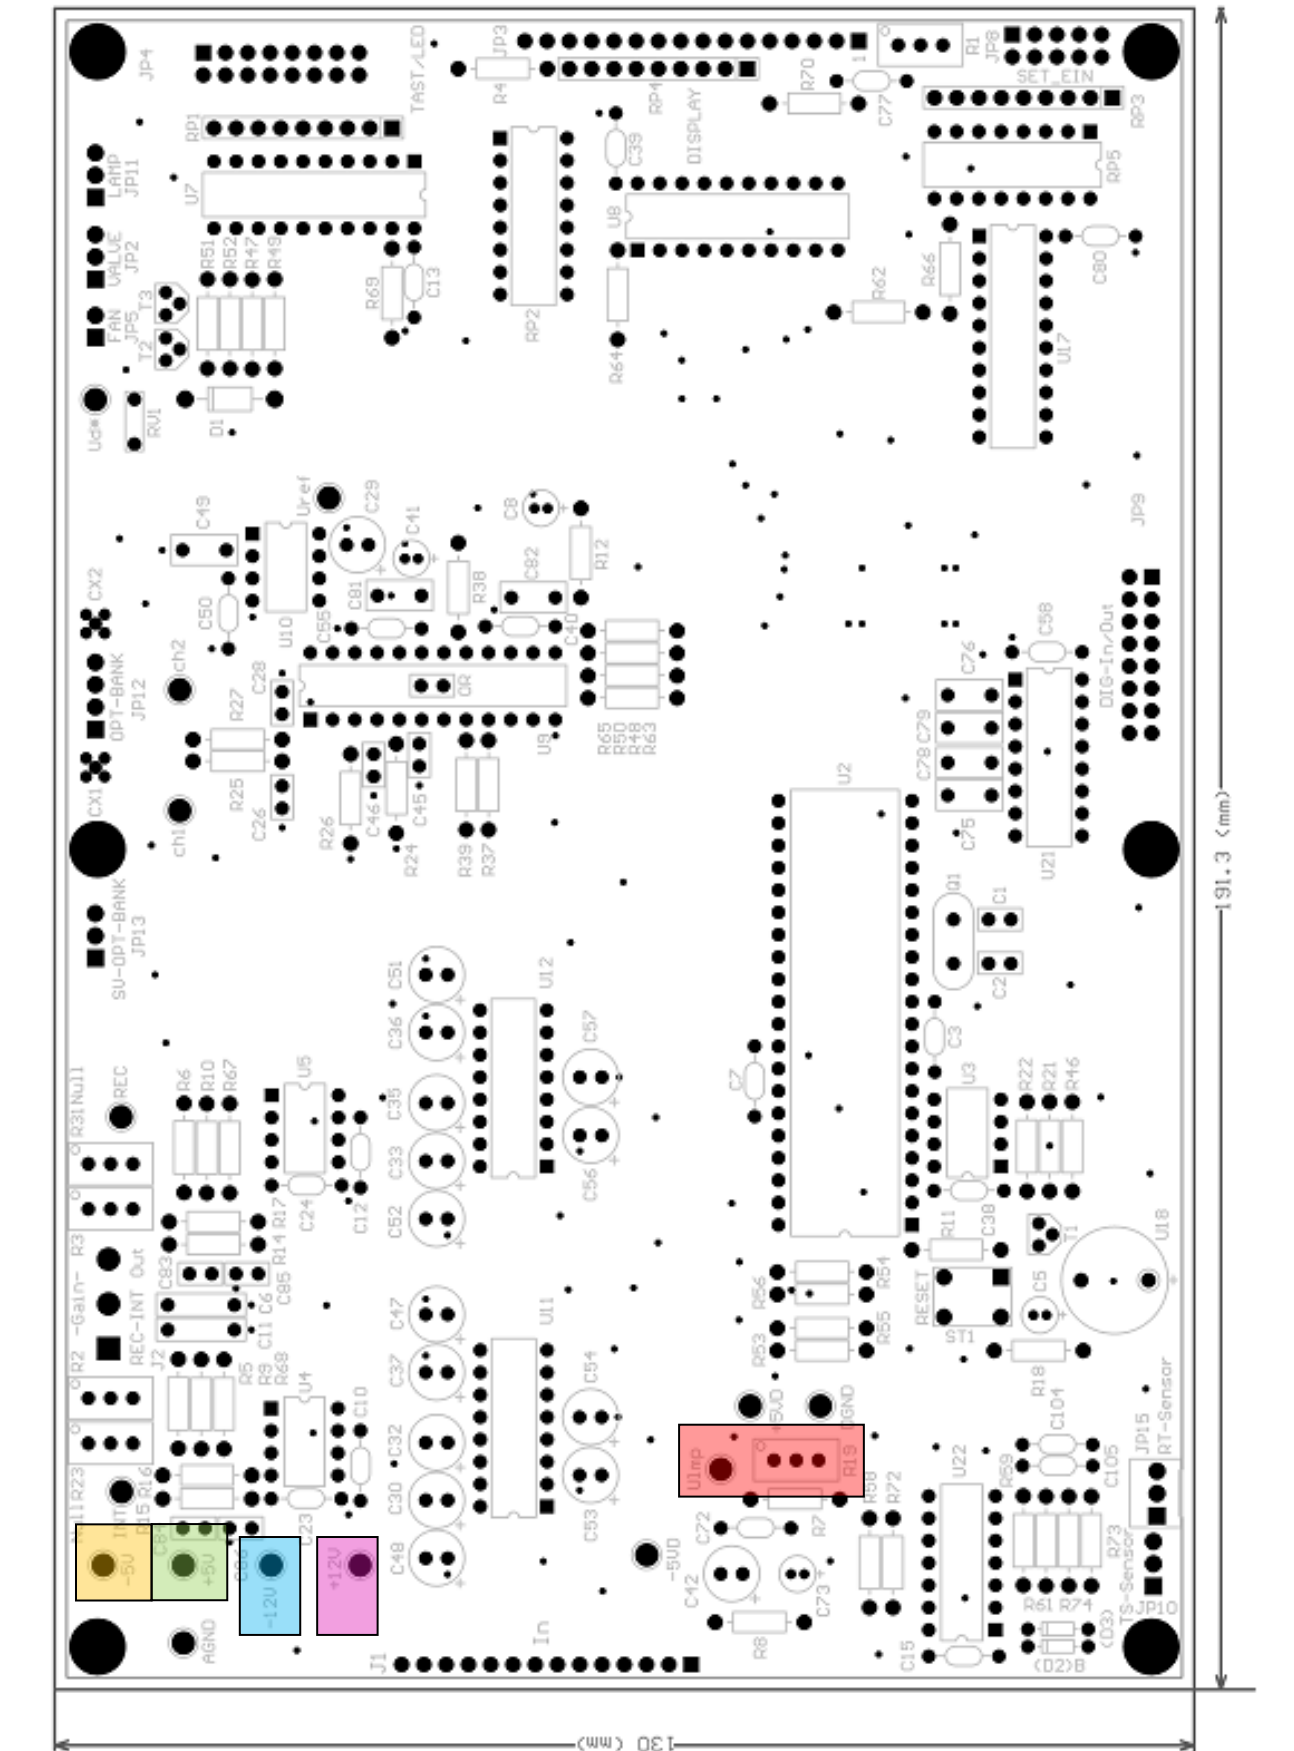 JP4
TAST/LED
JP3
1
R1
JP8
SET_EIN
R4
RP4
R70
C77
RP3
RP1
DISPLAY
C39
LAMP
JP11
U7
U8
RP5
VALVE
JP2
R51
R52
R47
R49
R69
C13
R66
C80
R62
FAN
JP5
T3
T2
RP2
R64
U17
Ud*
RV1
D1
Uref
C49
C29
C41
C8
R12
JP9
CX2
C50
U10
C81
C55
R38
C82
C40
ch2
C28
OR
C76
C58
DIG-In/Out
OPT-BANK
JP12
R27
U9
R65
R50
R48
R63
C79
C78
CX1
R25
C26
ch1
R26
C46
R24
C45
R39
R37
U2
C75
U21
191.3 (mm)
Q1
C1
C2
SV-OPT-BANK
JP13
C51
U12
C36
C57
C3
Null
R31
REC
R6
R10
R67
U5
C35
C7
U3
R22
R21
R46
C33
C56
R3
R17
R14
C24
C12
C52
R11
C38
T1
U18
-Gain-
REC-INT Out
C83
C85
C6
C11
C47
U11
R56
R54
RESET
ST1
C5
R53
R55
R18
R2
J2
R5
R9
R68
U4
C10
C37
C54
+5VD
DGND
C104
JP15
RT-Sensor
R23
R16
R15
C32
C30
C53
UImp
R19
R58
R72
U22
R59
C105
INT
C23
C72
R7
R73
TS-Sensor
-5V
+5V
-12V
+12V
C48
-5VD
C42
C73
R61
R74
JP10
AGND
J1
In
R8
C15
(D3)
(D2)B
130 (mm)